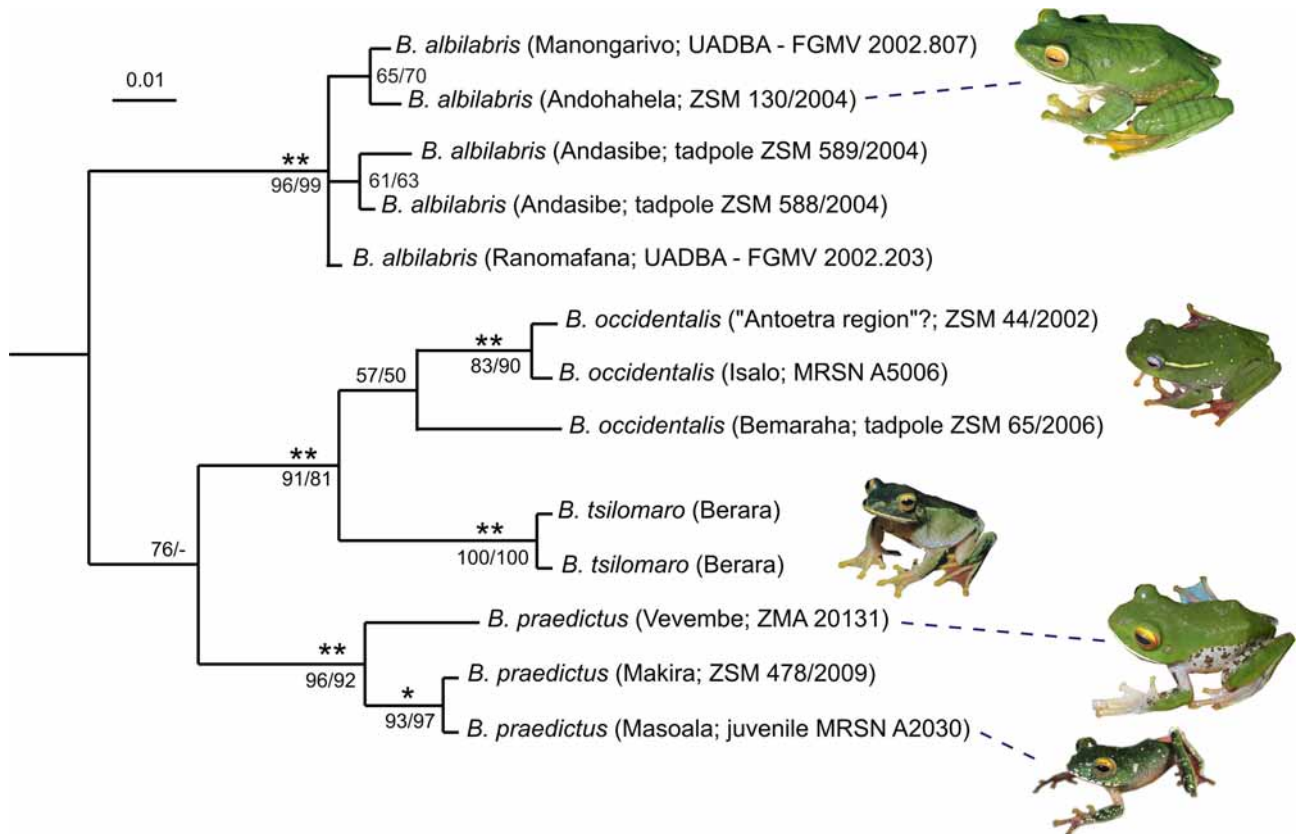 B. albilabris (Manongarivo; UADBA - FGMV 2002.807)
0.01
65/70
B. albilabris (Andohahela; ZSM 130/2004)
**
B. albilabris (Andasibe; tadpole ZSM 589/2004)
96/99
61/63
B. albilabris (Andasibe; tadpole ZSM 588/2004)
B. albilabris (Ranomafana; UADBA - FGMV 2002.203)
B. occidentalis ("Antoetra region"?; ZSM 44/2002)
**
83/90
57/50
B. occidentalis (Isalo; MRSN A5006)
B. occidentalis (Bemaraha; tadpole ZSM 65/2006)
**
91/81
B. tsilomaro (Berara)
**
100/100
76/-
B. tsilomaro (Berara)
B. praedictus (Vevembe; ZMA 20131)
**
96/92
B. praedictus (Makira; ZSM 478/2009)
*
93/97
B. praedictus (Masoala; juvenile MRSN A2030)